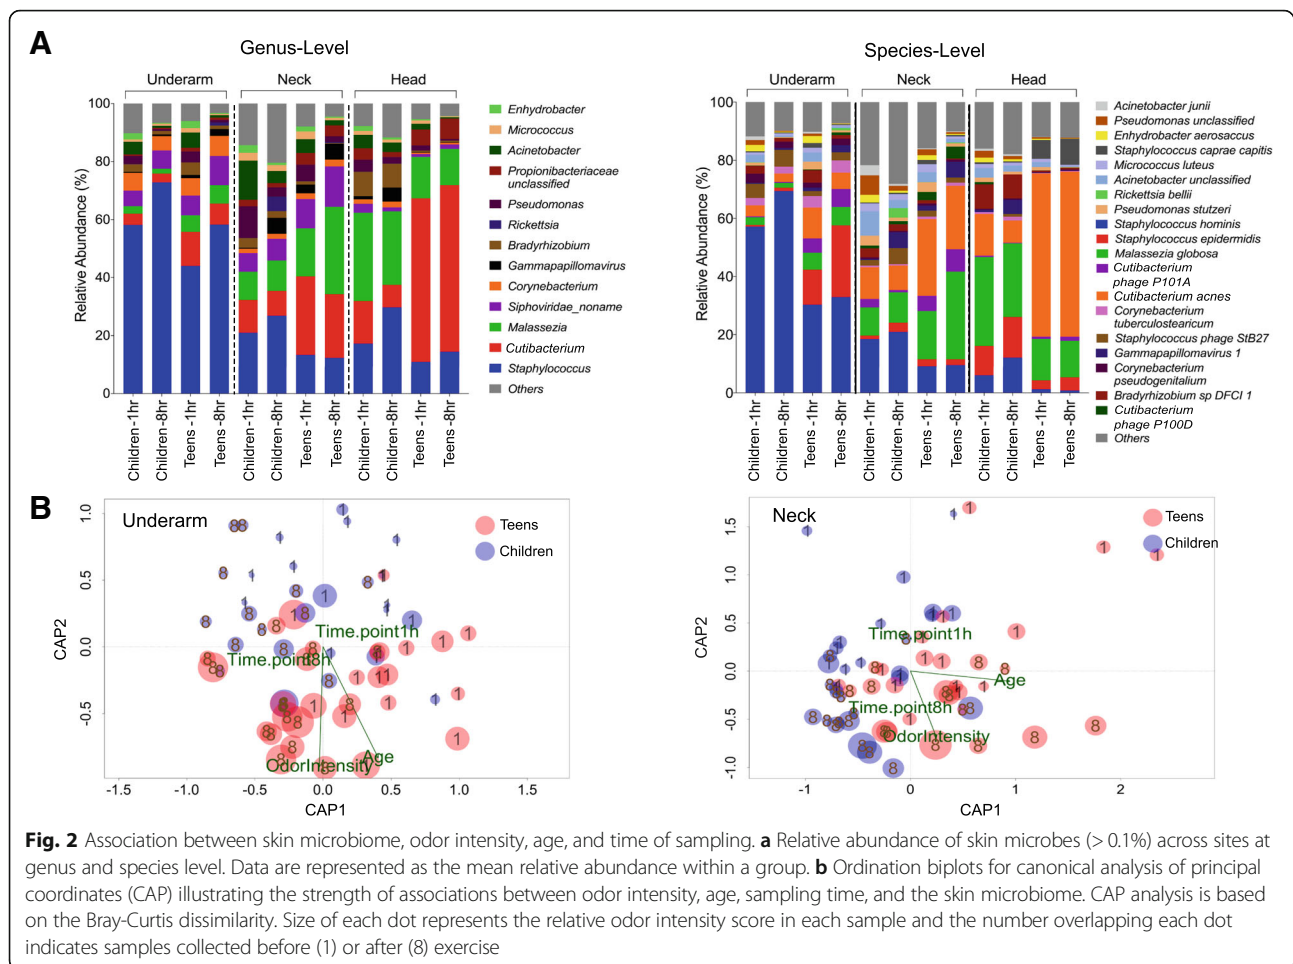 A
Genus-Level
Underarm Neck Head
Relative Abundance (%)
100
80
60
40
20
0
Children -1hr
Children-8hr
Teens -1hr
Teens -8hr
Children -1hr
Children-8hr
Teens -1hr
Teens -8hr
Children -1hr
Children-8hr
Teens -1hr
Teens -8hr
Enhydrobacter
Micrococcus
Acinetobacter
Propionibacteriaceae
unclassified
Pseudomonas
Rickettsia
Bradyrhizobium
Gammapapillomavirus
Corynebacterium
Siphoviridae_noname
Malassezia
Cutibacterium
Staphylococcus
Others
Species-Level
Underarm Neck Head
Relative Abundance (%)
100
80
60
40
20
0
Children -1hr
Children -8hr
Teens -1hr
Teens -8hr
Children -1hr
Children -8hr
Teens -1hr
Teens -8hr
Children -1hr
Children -8hr
Teens -1hr
Teens -8hr
Acinetobacter junii
Pseudomonas unclassified
Enhydrobacter aerosaccus
Staphylococcus caprae capitis
Micrococcus luteus
Acinetobacter unclassified
Rickettsia bellii
Pseudomonas stutzeri
Staphylococcus hominis
Staphylococcus epidermidis
Malassezia globosa
Cutibacterium
phage P101A
Cutibacterium acnes
Corynebacterium
tuberculostearicum
Staphylococcus phage StB27
Gammapapillomavirus 1
Corynebacterium
pseudogenitalium
Bradyrhizobium sp DFCI 1
Cutibacterium
phage P100D
Others
B
Underarm
Teens
Children
CAP2
1.0
0.5
0.0
-0.5
Time.point1h
Time.point8h
OdorIntensity
Age
-1.5 -1.0 -0.5 0.0 0.5 1.0 1.5
CAP1
Neck
Teens
Children
CAP2
1.5
1.0
0.5
0.0
-0.5
-1.0
Time.point1h
Age
Time.point8h
OdorIntensity
-1 0 1 2
CAP1
Fig. 2 Association between skin microbiome, odor intensity, age, and time of sampling. a Relative abundance of skin microbes (> 0.1%) across sites at
genus and species level. Data are represented as the mean relative abundance within a group. b Ordination biplots for canonical analysis of principal
coordinates (CAP) illustrating the strength of associations between odor intensity, age, sampling time, and the skin microbiome. CAP analysis is based
on the Bray-Curtis dissimilarity. Size of each dot represents the relative odor intensity score in each sample and the number overlapping each dot
indicates samples collected before (1) or after (8) exercise